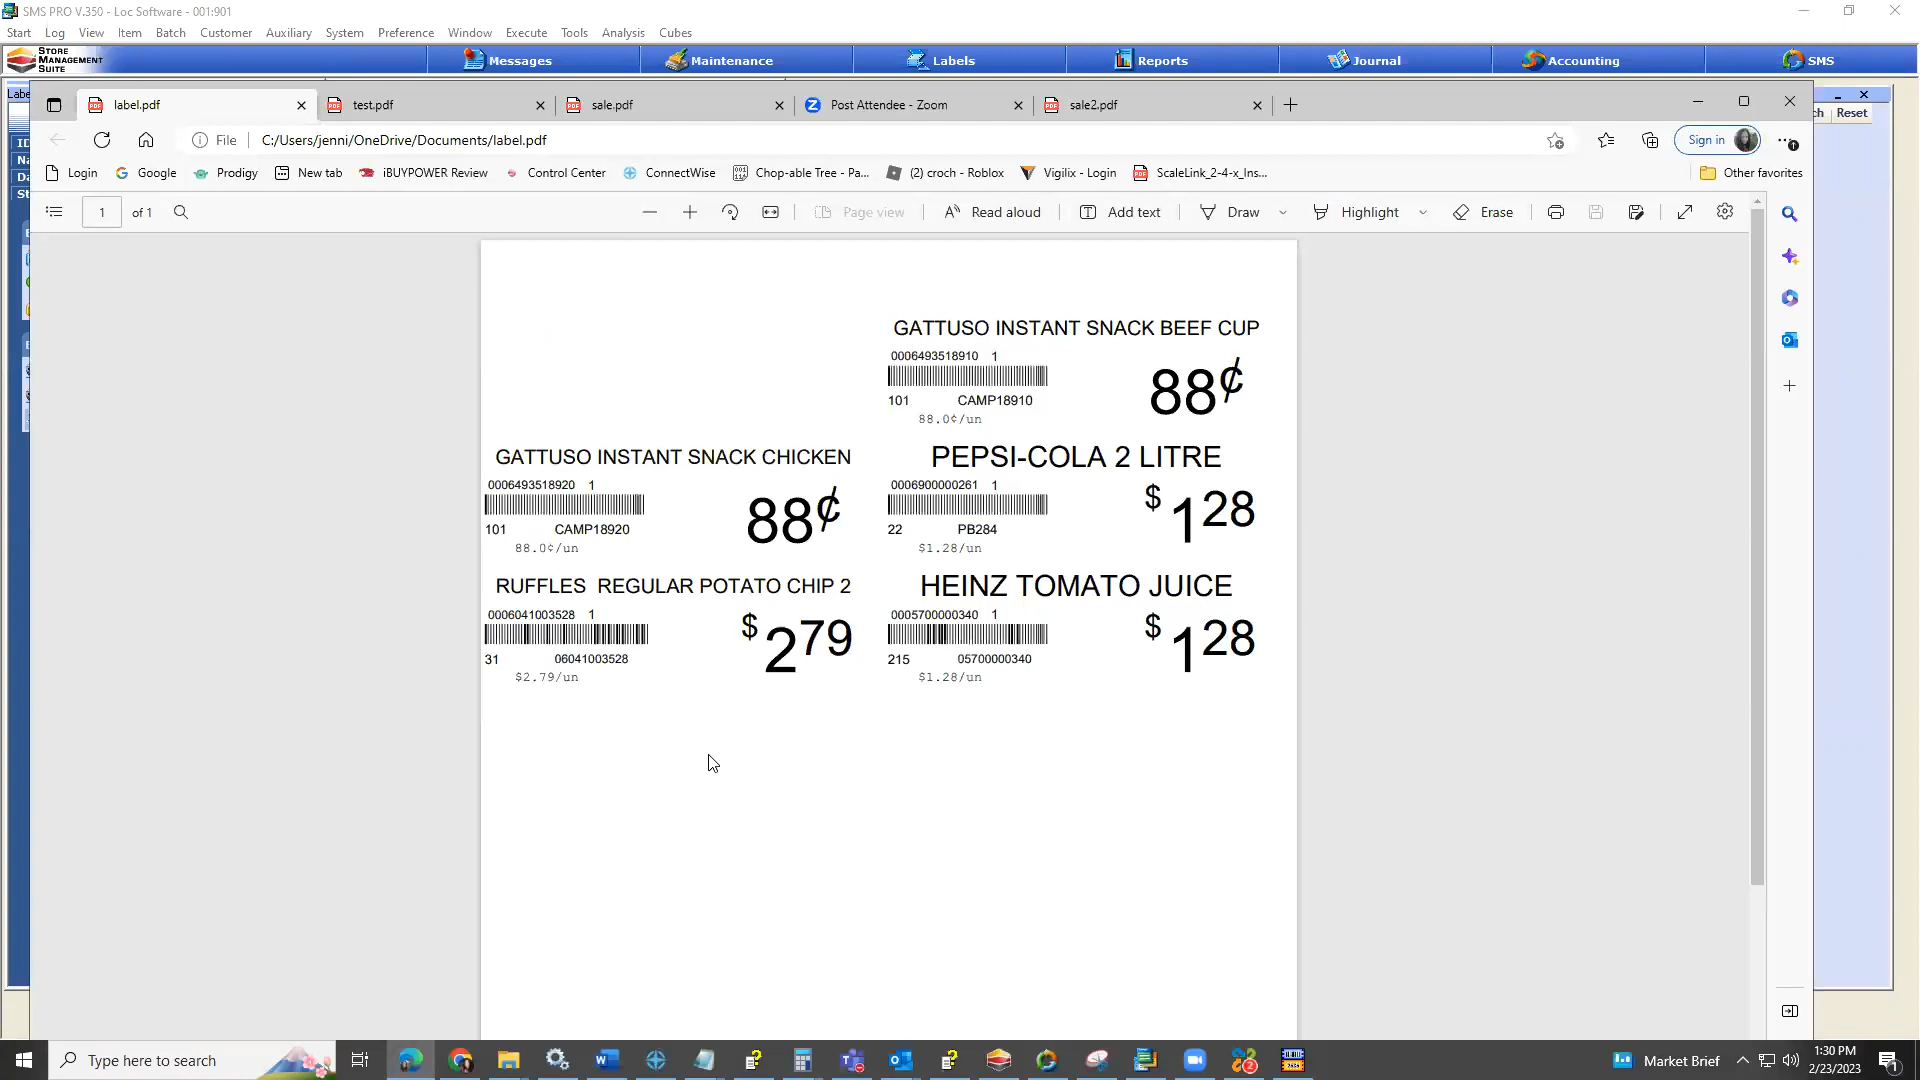 SMS PRO V.350 - Loc Software - 001:901
Start Log View Item Batch Customer Auxiliary System Preference Window Execute Tools Analysis Cubes
STORE
MANAGEMENT
SUITE
Messages Maintenance Labels Reports Journal Accounting SMS
label.pdf test.pdf sale.pdf Post Attendee - Zoom sale2.pdf
Reset
File C:/Users/jenni/OneDrive/Documents/label.pdf Sign in
Login Google Prodigy New tab iBUYPOWER Review Control Center ConnectWise Chop-able Tree - Pa... (2) croch - Roblox Vigilix - Login ScaleLink_2-4-x_Ins... Other favorites
1 of 1 Page view Read aloud Add text Draw Highlight Erase
GATTUSO INSTANT SNACK BEEF CUP
0006493518910 1
88¢
101 CAMP18910
88.0¢/un
GATTUSO INSTANT SNACK CHICKEN
0006493518920 1
88¢
101 CAMP18920
88.0¢/un
PEPSI-COLA 2 LITRE
0006900000261 1
$128
22 PB284
$1.28/un
RUFFLES  REGULAR POTATO CHIP 2
0006041003528 1
$279
31 06041003528
$2.79/un
HEINZ TOMATO JUICE
0005700000340 1
$128
215 05700000340
$1.28/un
Type here to search
Market Brief
1:30 PM
2/23/2023